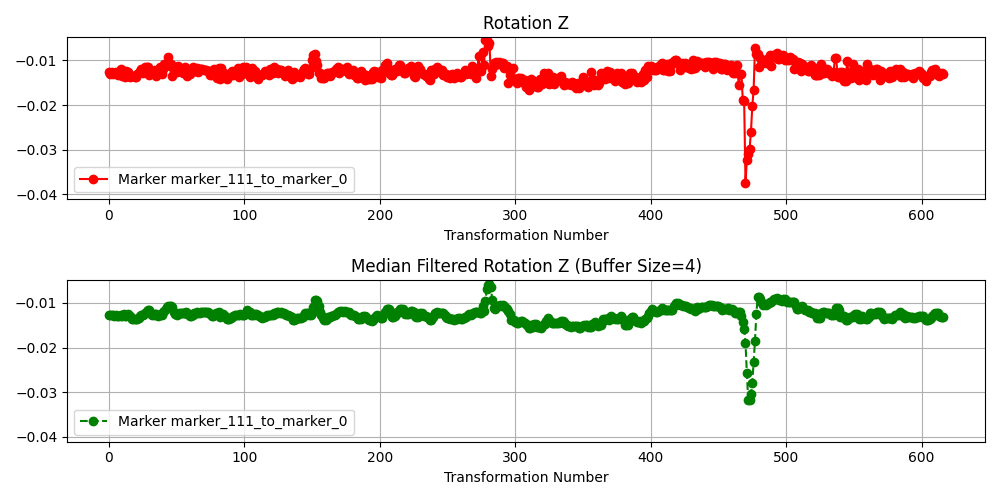 Rotation Z
−0.01
−0.02
−0.03
−0.04
Marker marker_111_to_marker_0
0 100 200 300 400 500 600
Transformation Number
Median Filtered Rotation Z (Buffer Size=4)
−0.01
−0.02
−0.03
−0.04
Marker marker_111_to_marker_0
0 100 200 300 400 500 600
Transformation Number